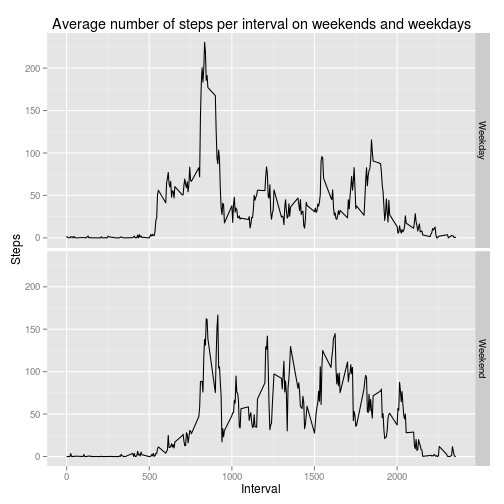 Average number of steps per interval on weekends and weekdays
200
150
100
50
0
Weekday
Steps
200
150
100
50
0
Weekend
0 500 1000 1500 2000
Interval